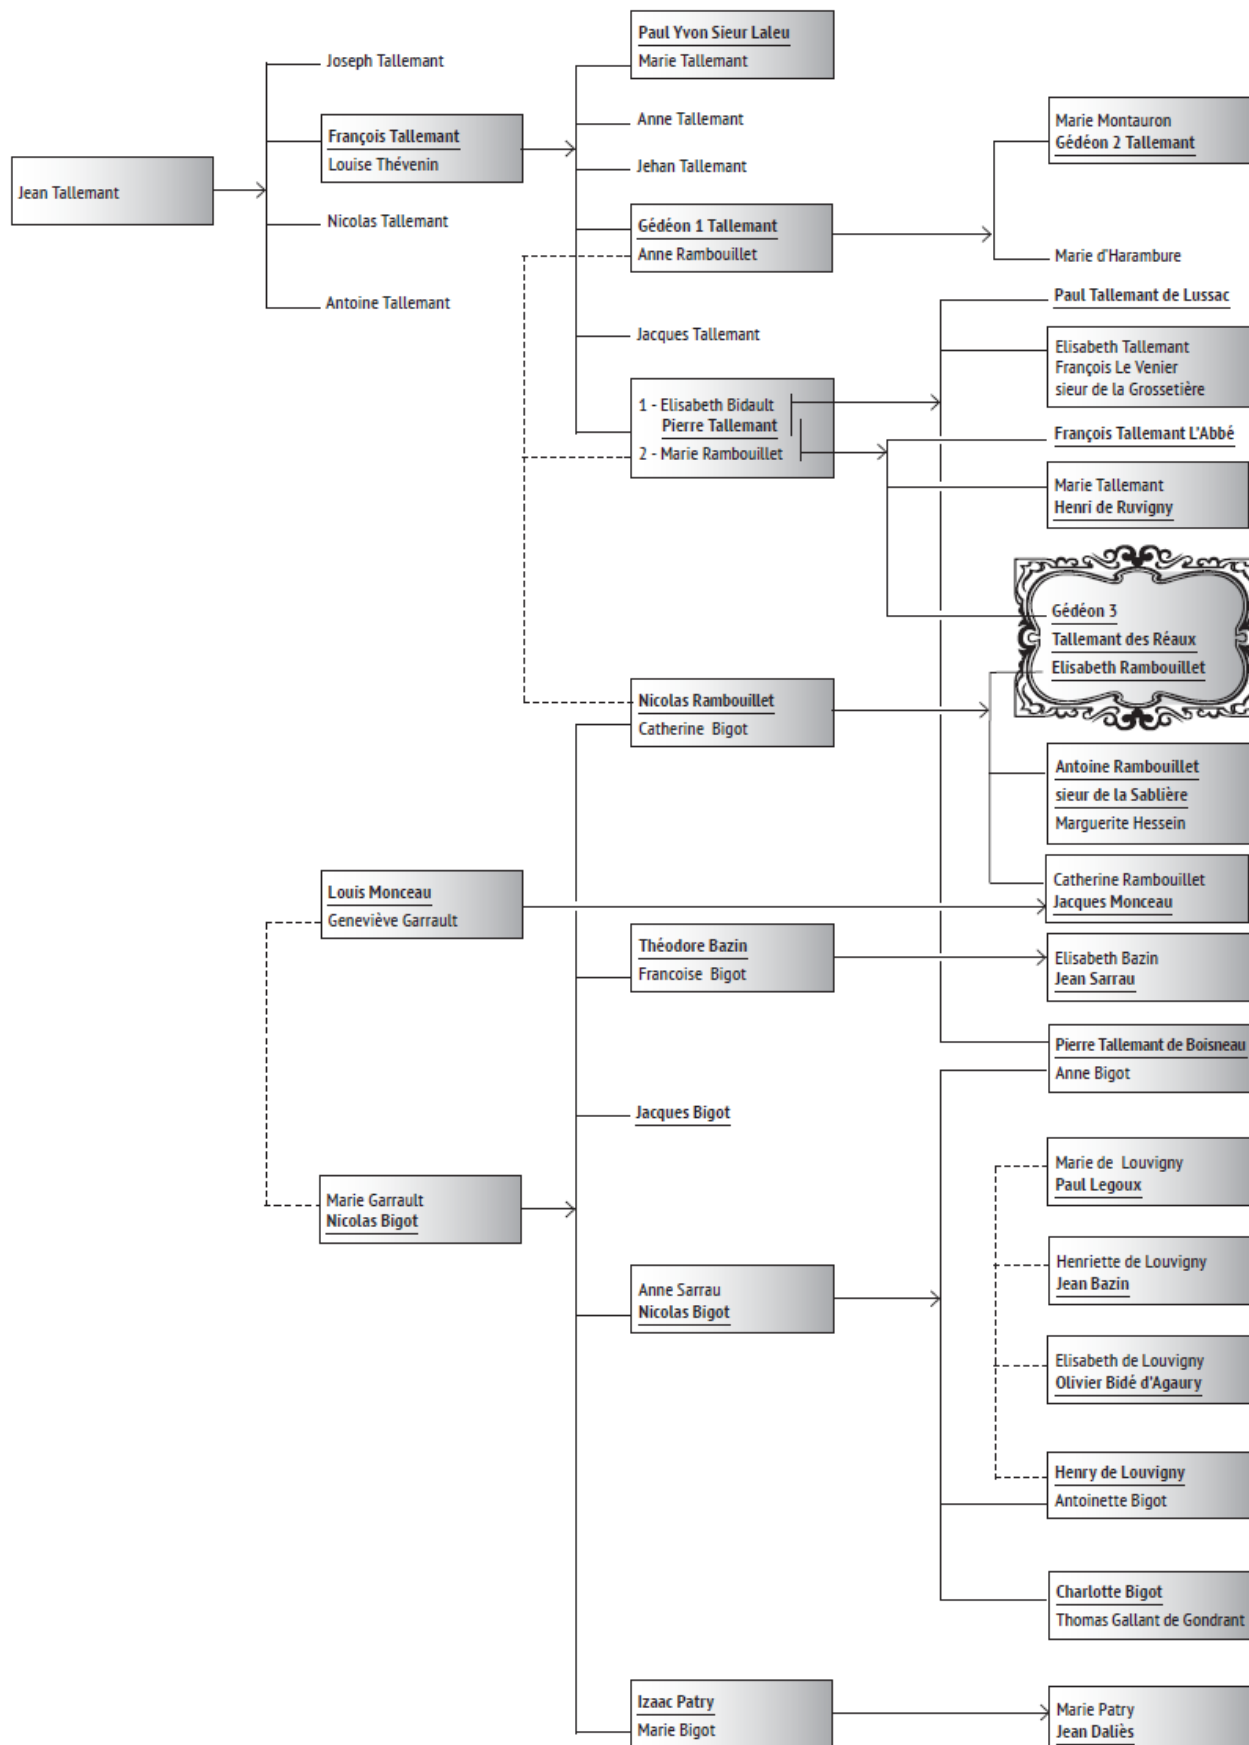 Jean Tallemant
Joseph Tallemant
François Tallemant
Louise Thévenin
Nicolas Tallemant
Antoine Tallemant
Louis Monceau
Geneviève Garrault
Marie Garrault
Nicolas Bigot
Paul Yvon Sieur Laleu
Marie Tallemant
Anne Tallemant
Jehan Tallemant
Gédéon 1 Tallemant
Anne Rambouillet
Jacques Tallemant
1 - Elisabeth Bidault
Pierre Tallemant
2 - Marie Rambouillet
Nicolas Rambouillet
Catherine Bigot
Théodore Bazin
Francoise Bigot
Jacques Bigot
Anne Sarrau
Nicolas Bigot
Izaac Patry
Marie Bigot
Marie Montauron
Gédéon 2 Tallemant
Marie d'Harambure
Paul Tallemant de Lussac
Elisabeth Tallemant
François Le Venier
sieur de la Grossetière
François Tallemant L'Abbé
Marie Tallemant
Henri de Ruvigny
Gédéon 3
Tallemant des Réaux
Elisabeth Rambouillet
Antoine Rambouillet
sieur de la Sablière
Marguerite Hessein
Catherine Rambouillet
Jacques Monceau
Elisabeth Bazin
Jean Sarrau
Pierre Tallemant de Boisneau
Anne Bigot
Marie de Louvigny
Paul Legoux
Henriette de Louvigny
Jean Bazin
Elisabeth de Louvigny
Olivier Bidé d'Agaury
Henry de Louvigny
Antoinette Bigot
Charlotte Bigot
Thomas Gallant de Gondrant
Marie Patry
Jean Daliès